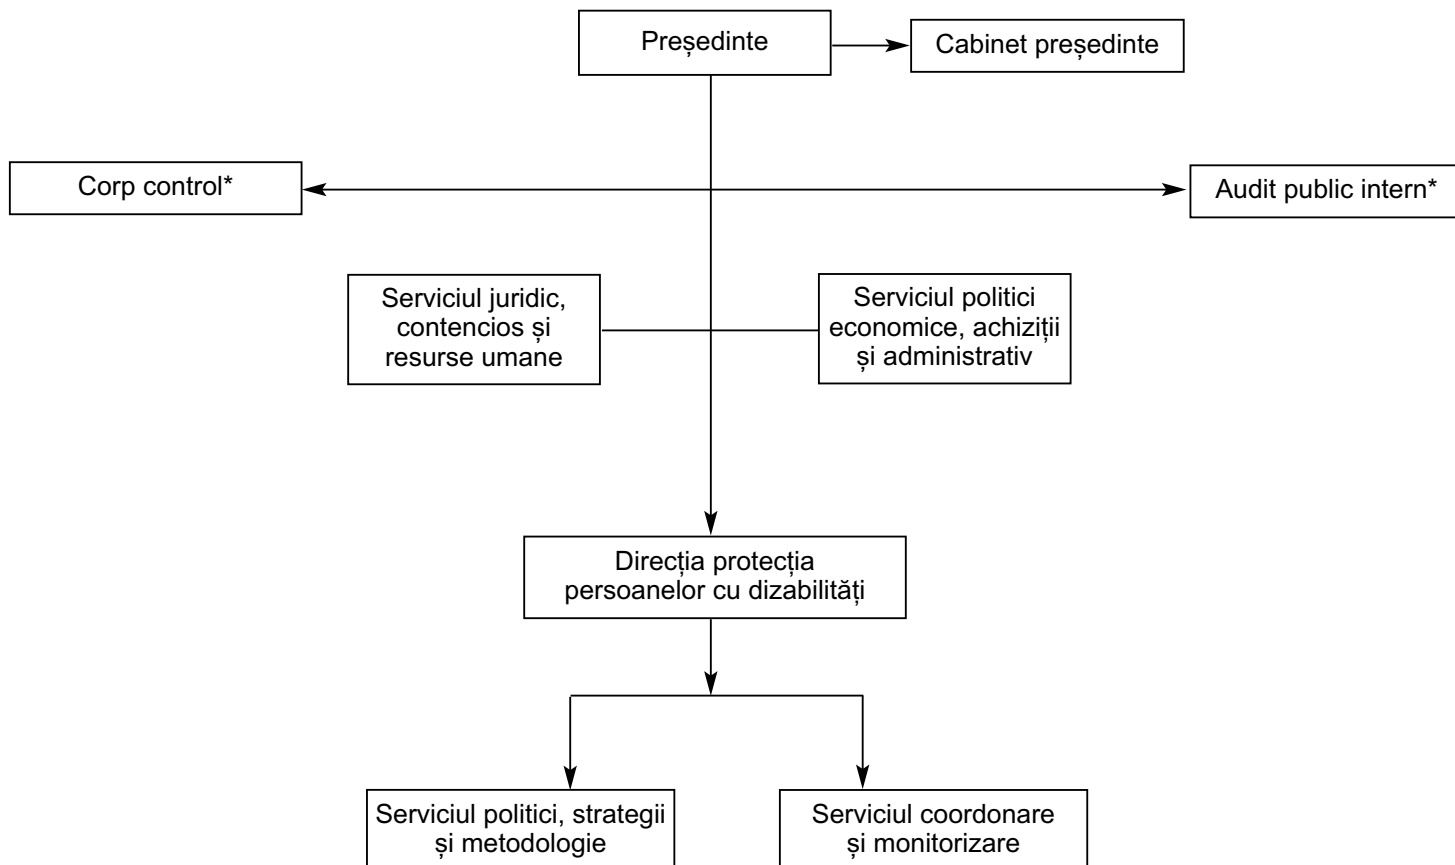 Președinte
Cabinet președinte
Corp control*
Audit public intern*
Serviciul juridic,
contencios și
resurse umane
Serviciul politici
economice, achiziții
și administrativ
Direcția protecția
persoanelor cu dizabilități
Serviciul politici, strategii
și metodologie
Serviciul coordonare
și monitorizare